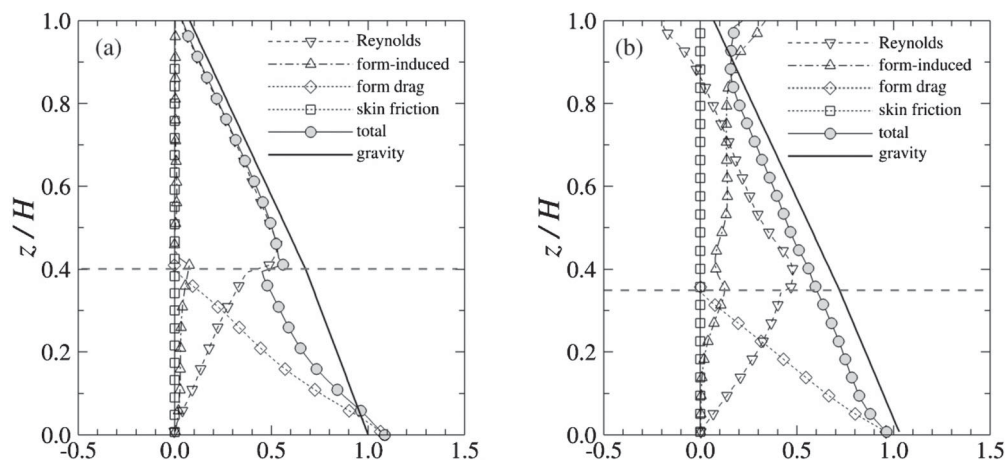 (a)
Reynolds
form-induced
form drag
skin friction
total
gravity
z/H
1.0
0.8
0.6
0.4
0.2
0.0
-0.5
0.0
0.5
1.0
1.5
(b)
Reynolds
form-induced
form drag
skin friction
total
gravity
z/H
1.0
0.8
0.6
0.4
0.2
0.0
-0.5
0.0
0.5
1.0
1.5